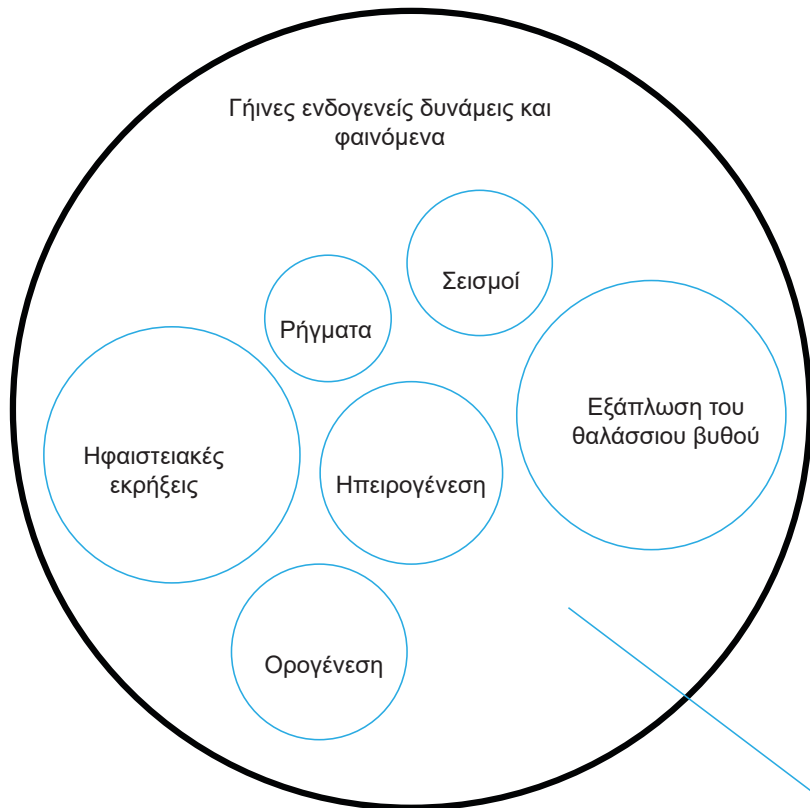 Γήινες ενδογενείς δυνάμεις και
φαινόμενα
Σεισμοί
Ρήγματα
Εξάπλωση του
θαλάσσιου βυθού
Ηφαιστειακές
εκρήξεις
Ηπειρογένεση
Ορογένεση